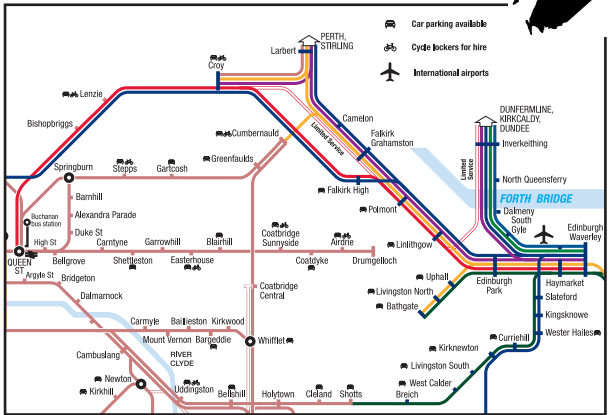 Car parking available
Cycle lockers for hire
International airports
PERTH,
STIRLING
Larbert
Croy
Lenzie
Bishopbriggs
Camelon
Falkirk
Grahamston
Limited Service
Cumbernauld
Greenfaulds
Springburn
Stepps
Gartcosh
Falkirk High
Polmont
DUNFERMLINE,
KIRKCALDY,
DUNDEE
Inverkeithing
Limited
Service
North Queensferry
FORTH BRIDGE
Dalmeny
South
Gyle
Edinburgh
Waverley
Barnhill
Alexandra Parade
Duke St
Buchanan
bus station
High St
QUEEN
ST
Bellgrove
Carntyne
Shettleston
Garrowhill
Easterhouse
Blairhill
Coatbridge
Sunnyside
Coatdyke
Airdrie
Drumgelloch
Linlithgow
Uphall
Livingston North
Bathgate
Edinburgh
Park
Haymarket
Slateford
Kingsknowe
Wester Hailes
Argyle St
Bridgeton
Dalmarnock
Coatbridge
Central
Carmyle
Mount Vernon
Baillieston
Bargeddie
Kirkwood
Whifflet
RIVER
CLYDE
Cambuslang
Newton
Kirkhill
Uddingston
Bellshill
Holytown
Cleland
Shotts
Breich
West Calder
Livingston South
Kirknewton
Curriehill